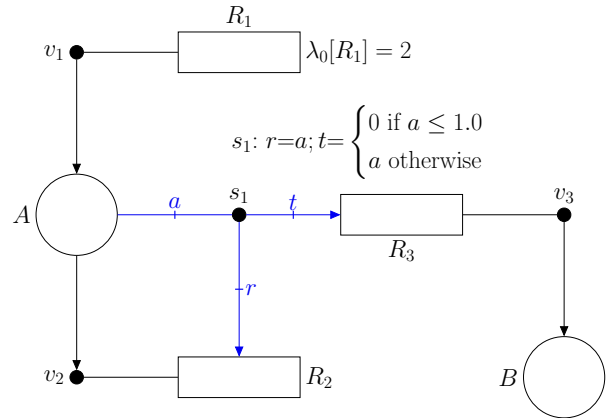 R₁
v₁
λ₀[R₁] = 2
s₁: r=a; t= { 0 if a ≤ 1.0
a otherwise
s₁
v₃
a
t
A
R₃
r
v₂
R₂
B